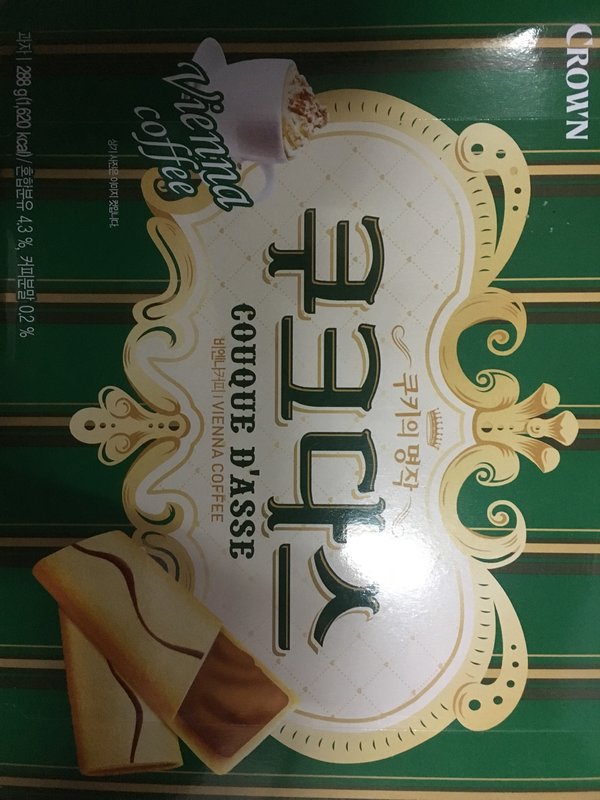 CROWN
쿠키의 명작
쿠크다스
COUQUE D'ASSE
비엔나커피 | VIENNA COFFEE
Vienna
coffee
상기 사진은 이미지 컷입니다.
과자 | 288 g(1,620 kcal)/ 혼합분유 4.3 %, 커피분말 0.2 %